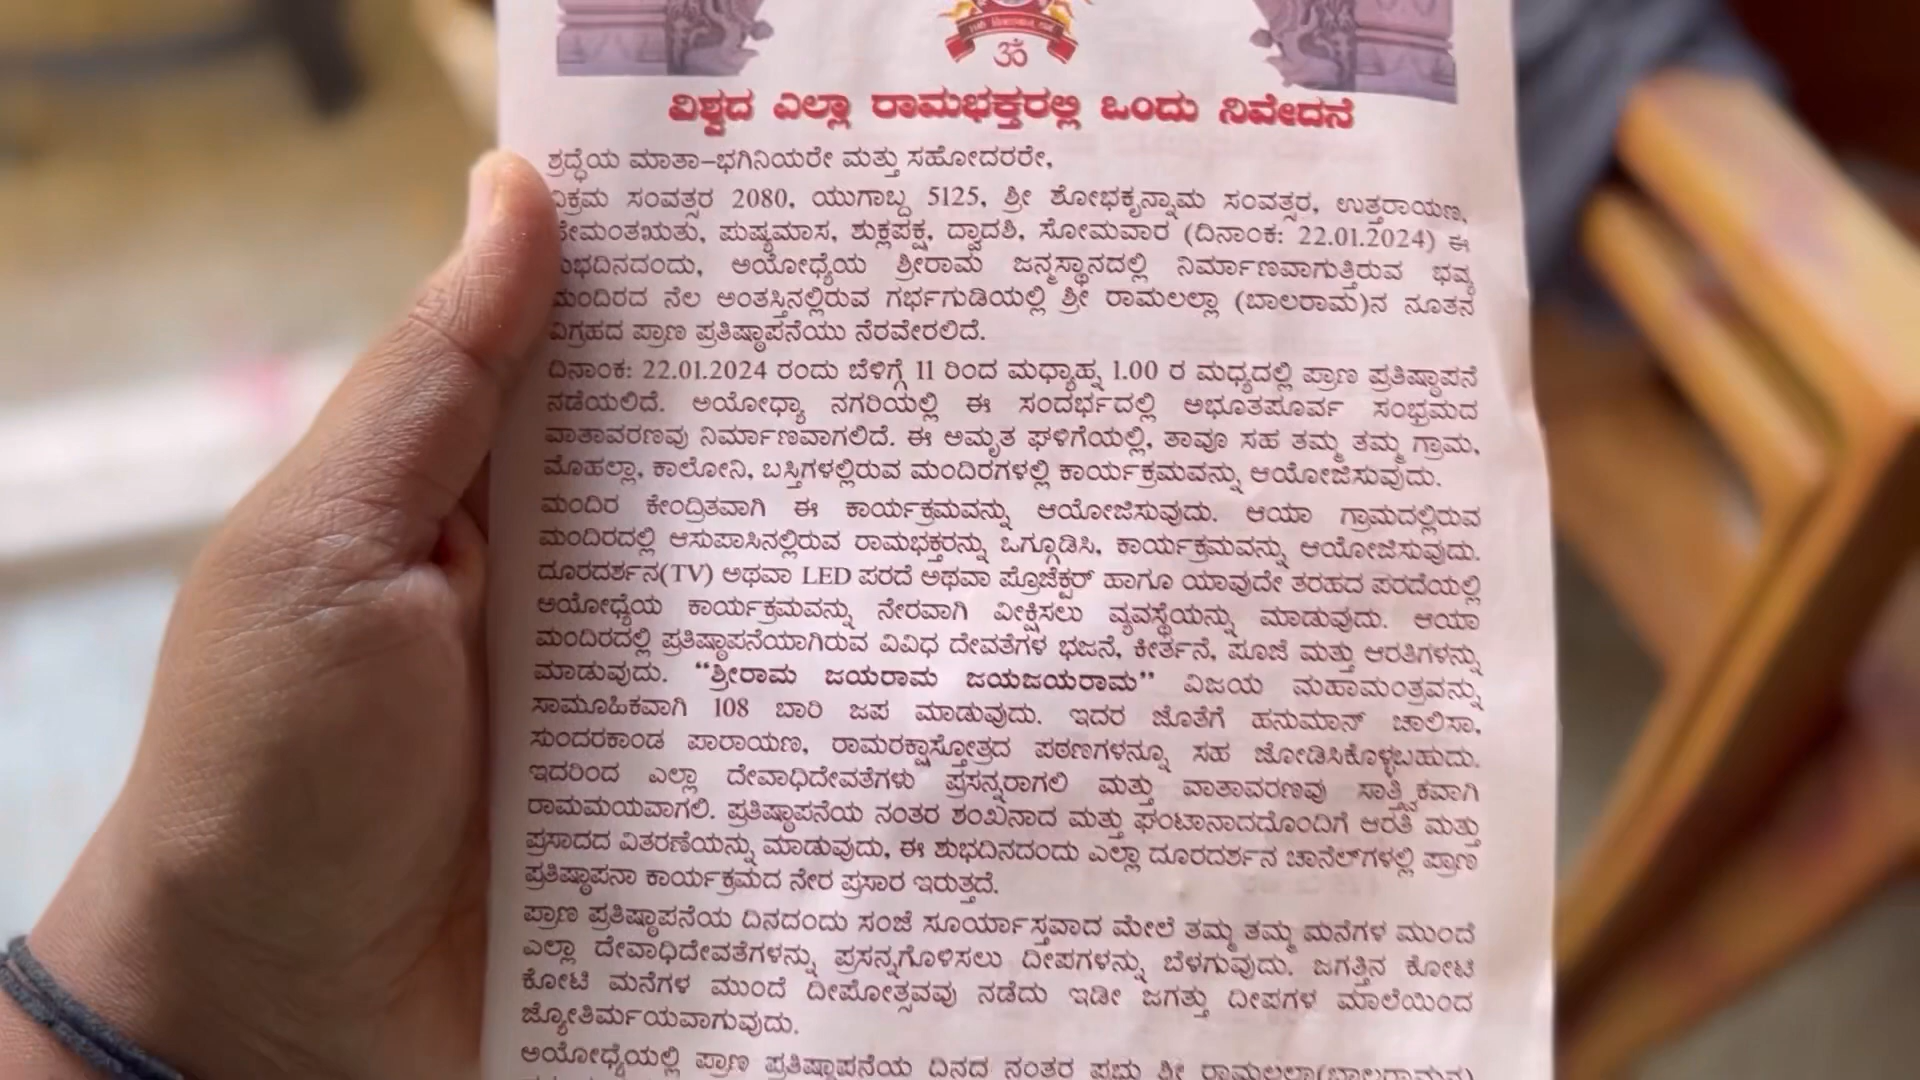 ॐ
ವಿಶ್ವದ ಎಲ್ಲಾ ರಾಮಭಕ್ತರಲ್ಲಿ ಒಂದು ನಿವೇದನೆ
ಶ್ರದ್ಧೆಯ ಮಾತಾ–ಭಗಿನಿಯರೇ ಮತ್ತು ಸಹೋದರರೇ,
ವಿಕ್ರಮ ಸಂವತ್ಸರ 2080, ಯುಗಾಬ್ದ 5125, ಶ್ರೀ ಶೋಭಕೃನ್ನಾಮ ಸಂವತ್ಸರ, ಉತ್ತರಾಯಣ,
ಹೇಮಂತಋತು, ಪುಷ್ಯಮಾಸ, ಶುಕ್ಲಪಕ್ಷ, ದ್ವಾದಶಿ, ಸೋಮವಾರ (ದಿನಾಂಕ: 22.01.2024) ಈ
ಶುಭದಿನದಂದು, ಅಯೋಧ್ಯೆಯ ಶ್ರೀರಾಮ ಜನ್ಮಸ್ಥಾನದಲ್ಲಿ ನಿರ್ಮಾಣವಾಗುತ್ತಿರುವ ಭವ್ಯ
ಮಂದಿರದ ನೆಲ ಅಂತಸ್ತಿನಲ್ಲಿರುವ ಗರ್ಭಗುಡಿಯಲ್ಲಿ ಶ್ರೀ ರಾಮಲಲ್ಲಾ (ಬಾಲರಾಮ)ನ ನೂತನ
ವಿಗ್ರಹದ ಪ್ರಾಣ ಪ್ರತಿಷ್ಠಾಪನೆಯು ನೆರವೇರಲಿದೆ.
ದಿನಾಂಕ: 22.01.2024 ರಂದು ಬೆಳಿಗ್ಗೆ 11 ರಿಂದ ಮಧ್ಯಾಹ್ನ 1.00 ರ ಮಧ್ಯದಲ್ಲಿ ಪ್ರಾಣ ಪ್ರತಿಷ್ಠಾಪನೆ
ನಡೆಯಲಿದೆ. ಅಯೋಧ್ಯಾ ನಗರಿಯಲ್ಲಿ ಈ ಸಂದರ್ಭದಲ್ಲಿ ಅಭೂತಪೂರ್ವ ಸಂಭ್ರಮದ
ವಾತಾವರಣವು ನಿರ್ಮಾಣವಾಗಲಿದೆ. ಈ ಅಮೃತ ಘಳಿಗೆಯಲ್ಲಿ, ತಾವೂ ಸಹ ತಮ್ಮ ತಮ್ಮ ಗ್ರಾಮ,
ಮೊಹಲ್ಲಾ, ಕಾಲೋನಿ, ಬಸ್ತಿಗಳಲ್ಲಿರುವ ಮಂದಿರಗಳಲ್ಲಿ ಕಾರ್ಯಕ್ರಮವನ್ನು ಆಯೋಜಿಸುವುದು.
ಮಂದಿರ ಕೇಂದ್ರಿತವಾಗಿ ಈ ಕಾರ್ಯಕ್ರಮವನ್ನು ಆಯೋಜಿಸುವುದು. ಆಯಾ ಗ್ರಾಮದಲ್ಲಿರುವ
ಮಂದಿರದಲ್ಲಿ ಆಸುಪಾಸಿನಲ್ಲಿರುವ ರಾಮಭಕ್ತರನ್ನು ಒಗ್ಗೂಡಿಸಿ, ಕಾರ್ಯಕ್ರಮವನ್ನು ಆಯೋಜಿಸುವುದು.
ದೂರದರ್ಶನ(TV) ಅಥವಾ LED ಪರದೆ ಅಥವಾ ಪ್ರೊಜೆಕ್ಟರ್ ಹಾಗೂ ಯಾವುದೇ ತರಹದ ಪರದೆಯಲ್ಲಿ
ಅಯೋಧ್ಯೆಯ ಕಾರ್ಯಕ್ರಮವನ್ನು ನೇರವಾಗಿ ವೀಕ್ಷಿಸಲು ವ್ಯವಸ್ಥೆಯನ್ನು ಮಾಡುವುದು. ಆಯಾ
ಮಂದಿರದಲ್ಲಿ ಪ್ರತಿಷ್ಠಾಪನೆಯಾಗಿರುವ ವಿವಿಧ ದೇವತೆಗಳ ಭಜನೆ, ಕೀರ್ತನೆ, ಪೂಜೆ ಮತ್ತು ಆರತಿಗಳನ್ನು
ಮಾಡುವುದು. “ಶ್ರೀರಾಮ ಜಯರಾಮ ಜಯಜಯರಾಮ” ವಿಜಯ ಮಹಾಮಂತ್ರವನ್ನು
ಸಾಮೂಹಿಕವಾಗಿ 108 ಬಾರಿ ಜಪ ಮಾಡುವುದು. ಇದರ ಜೊತೆಗೆ ಹನುಮಾನ್ ಚಾಲಿಸಾ,
ಸುಂದರಕಾಂಡ ಪಾರಾಯಣ, ರಾಮರಕ್ಷಾಸ್ತೋತ್ರದ ಪಠಣಗಳನ್ನೂ ಸಹ ಜೋಡಿಸಿಕೊಳ್ಳಬಹುದು.
ಇದರಿಂದ ಎಲ್ಲಾ ದೇವಾಧಿದೇವತೆಗಳು ಪ್ರಸನ್ನರಾಗಲಿ ಮತ್ತು ವಾತಾವರಣವು ಸಾತ್ತ್ವಿಕವಾಗಿ
ರಾಮಮಯವಾಗಲಿ. ಪ್ರತಿಷ್ಠಾಪನೆಯ ನಂತರ ಶಂಖನಾದ ಮತ್ತು ಘಂಟಾನಾದದೊಂದಿಗೆ ಆರತಿ ಮತ್ತು
ಪ್ರಸಾದದ ವಿತರಣೆಯನ್ನು ಮಾಡುವುದು, ಈ ಶುಭದಿನದಂದು ಎಲ್ಲಾ ದೂರದರ್ಶನ ಚಾನೆಲ್‌ಗಳಲ್ಲಿ ಪ್ರಾಣ
ಪ್ರತಿಷ್ಠಾಪನಾ ಕಾರ್ಯಕ್ರಮದ ನೇರ ಪ್ರಸಾರ ಇರುತ್ತದೆ.
ಪ್ರಾಣ ಪ್ರತಿಷ್ಠಾಪನೆಯ ದಿನದಂದು ಸಂಜೆ ಸೂರ್ಯಾಸ್ತವಾದ ಮೇಲೆ ತಮ್ಮ ತಮ್ಮ ಮನೆಗಳ ಮುಂದೆ
ಎಲ್ಲಾ ದೇವಾಧಿದೇವತೆಗಳನ್ನು ಪ್ರಸನ್ನಗೊಳಿಸಲು ದೀಪಗಳನ್ನು ಬೆಳಗುವುದು. ಜಗತ್ತಿನ ಕೋಟಿ
ಕೋಟಿ ಮನೆಗಳ ಮುಂದೆ ದೀಪೋತ್ಸವವು ನಡೆದು ಇಡೀ ಜಗತ್ತು ದೀಪಗಳ ಮಾಲೆಯಿಂದ
ಜ್ಯೋತಿರ್ಮಯವಾಗುವುದು.
ಅಯೋಧ್ಯೆಯಲ್ಲಿ ಪ್ರಾಣ ಪ್ರತಿಷ್ಠಾಪನೆಯ ದಿನದ ನಂತರ ಪ್ರಭು ಶ್ರೀ ರಾಮಲಲ್ಲಾ(ಬಾಲರಾಮನ)